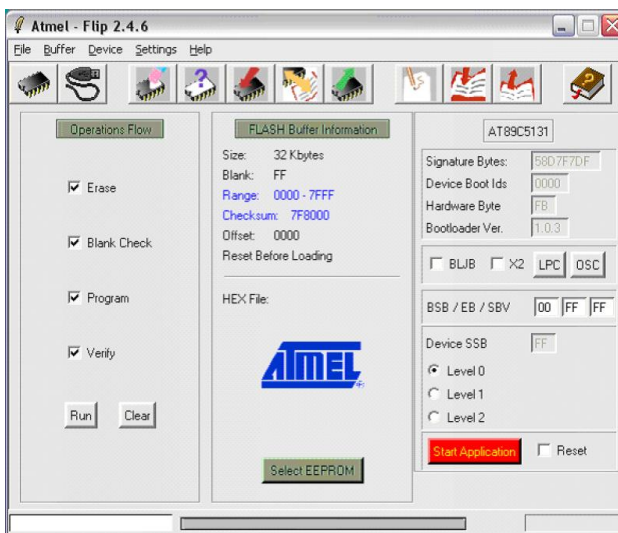 Atmel - Flip 2.4.6
File Buffer Device Settings Help
Operations Flow
Erase
Blank Check
Program
Verify
Run Clear
FLASH Buffer Information
Size: 32 Kbytes
Blank: FF
Range: 0000 - 7FFF
Checksum: 7F8000
Offset: 0000
Reset Before Loading
HEX File:
ATMEL
Select EEPROM
AT89C5131
Signature Bytes: 58D7F7DF
Device Boot Ids 0000
Hardware Byte FB
Bootloader Ver. 1.0.3
BLJB X2 LPC OSC
BSB / EB / SBV 00 FF FF
Device SSB FF
Level 0
Level 1
Level 2
Start Application Reset